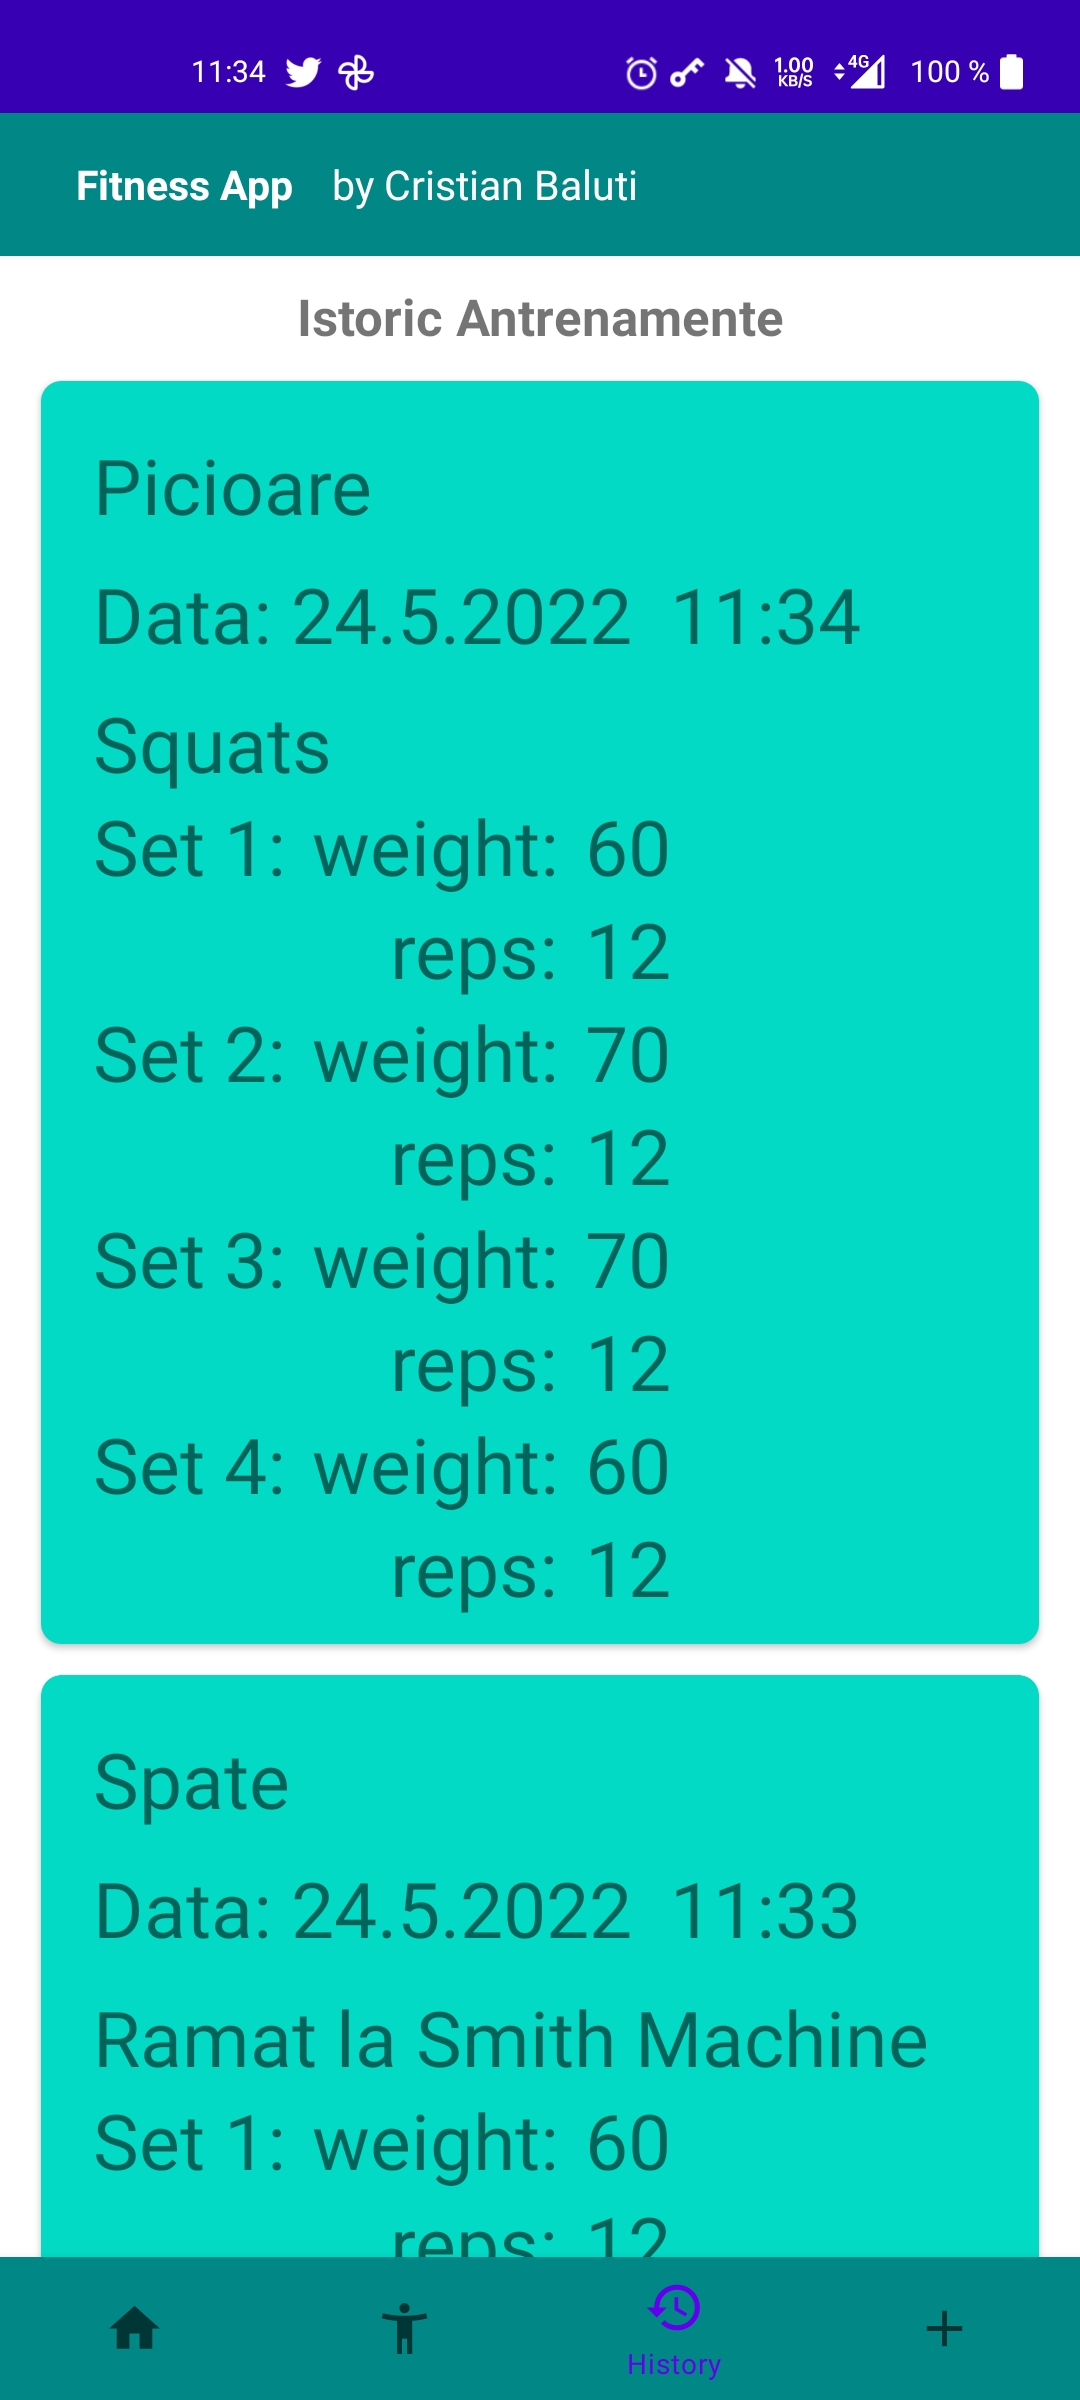 11:34 1.00 KB/S 4G 100 %
Fitness App by Cristian Baluti
Istoric Antrenamente
Picioare
Data: 24.5.2022 11:34
Squats
Set 1: weight: 60
reps: 12
Set 2: weight: 70
reps: 12
Set 3: weight: 70
reps: 12
Set 4: weight: 60
reps: 12
Spate
Data: 24.5.2022 11:33
Ramat la Smith Machine
Set 1: weight: 60
reps: 12
History